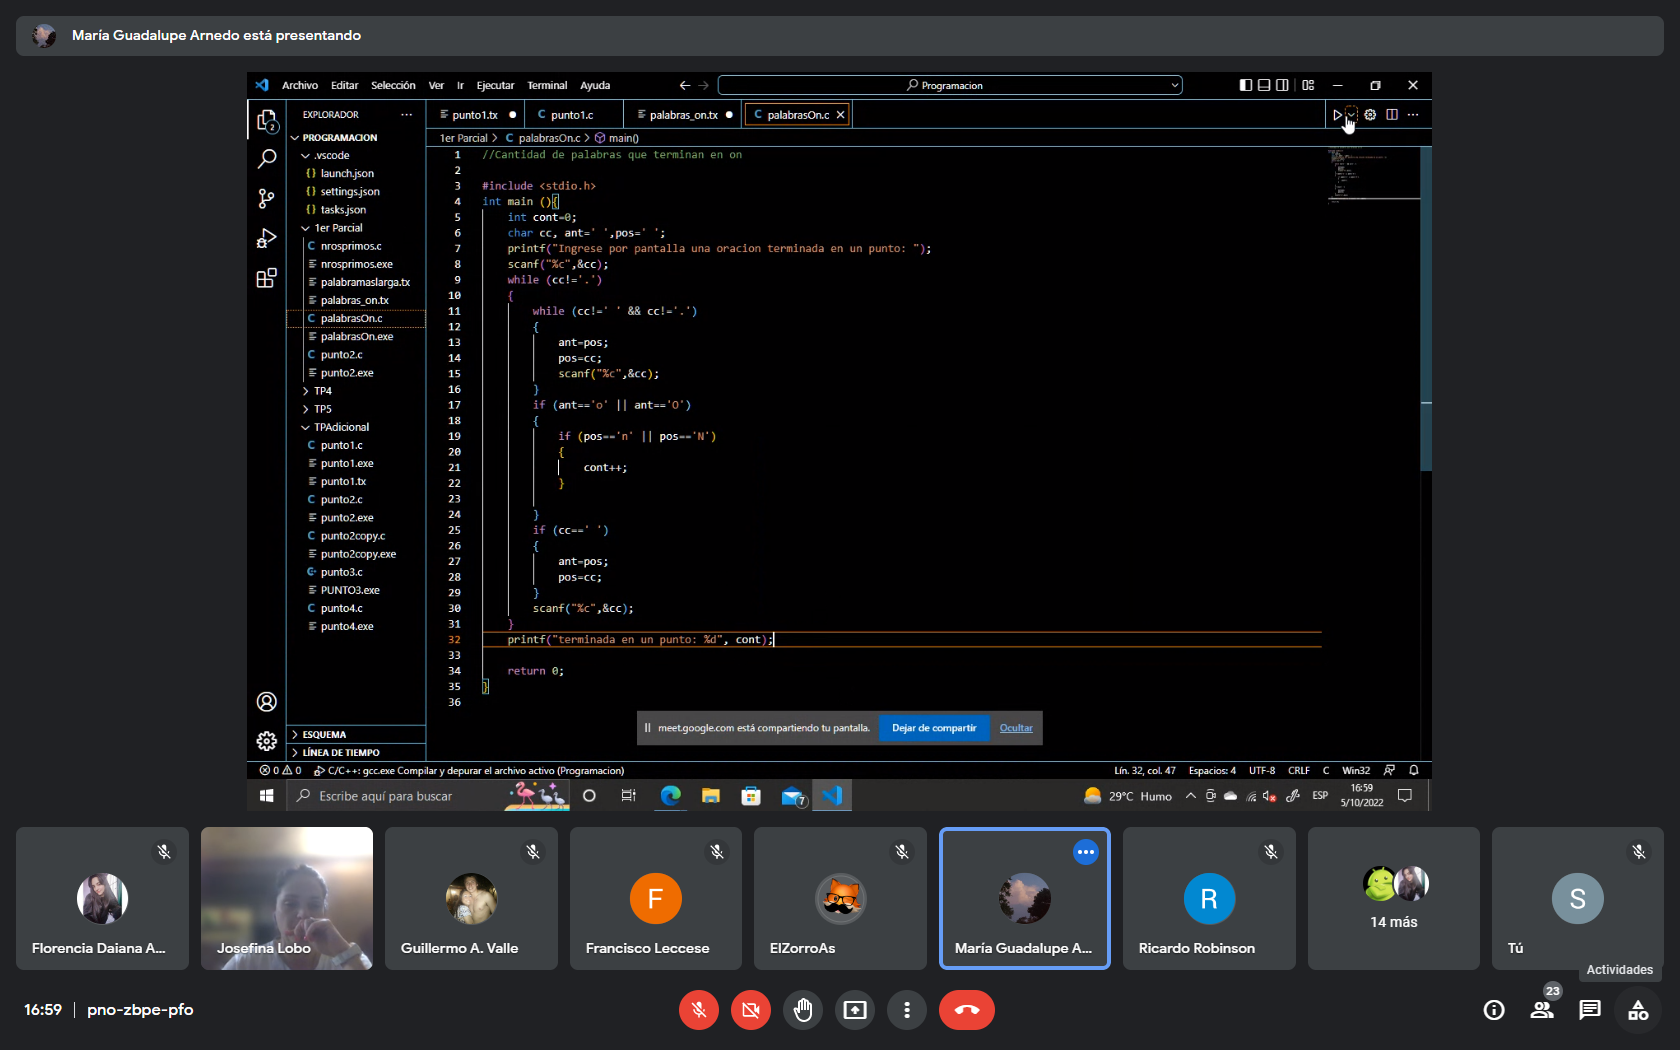 María Guadalupe Arnedo está presentando
Archivo Editar Selección Ver Ir Ejecutar Terminal Ayuda
Programacion
EXPLORADOR
punto1.tx
punto1.c
palabras_on.tx
palabrasOn.c
1er Parcial > palabrasOn.c > main()
2
PROGRAMACION
.vscode
launch.json
settings.json
tasks.json
1er Parcial
nrosprimos.c
nrosprimos.exe
palabramaslarga.tx
palabras_on.tx
palabrasOn.c
palabrasOn.exe
punto2.c
punto2.exe
TP4
TP5
TPAdicional
punto1.c
punto1.exe
punto1.tx
punto2.c
punto2.exe
punto2copy.c
punto2copy.exe
punto3.c
PUNTO3.exe
punto4.c
punto4.exe
ESQUEMA
LÍNEA DE TIEMPO
1 //Cantidad de palabras que terminan en on
2
3 #include <stdio.h>
4 int main (){
5 int cont=0;
6 char cc, ant=' ',pos=' ';
7 printf("Ingrese por pantalla una oracion terminada en un punto: ");
8 scanf("%c",&cc);
9 while (cc!='.')
10 {
11 while (cc!=' ' && cc!='.')
12 {
13 ant=pos;
14 pos=cc;
15 scanf("%c",&cc);
16 }
17 if (ant=='o' || ant=='O')
18 {
19 if (pos=='n' || pos=='N')
20 {
21 cont++;
22 }
23
24 }
25 if (cc==' ')
26 {
27 ant=pos;
28 pos=cc;
29 }
30 scanf("%c",&cc);
31 }
32 printf("terminada en un punto: %d", cont);
33
34 return 0;
35 }
36
meet.google.com está compartiendo tu pantalla. Dejar de compartir Ocultar
0 0 C/C++: gcc.exe Compilar y depurar el archivo activo (Programacion) Lín. 32, col. 47 Espacios: 4 UTF-8 CRLF C Win32
Escribe aquí para buscar 7 29°C Humo ESP 16:59
5/10/2022
Florencia Daiana A...
Josefina Lobo
Guillermo A. Valle
F
Francisco Leccese
ElZorroAs
María Guadalupe A...
R
Ricardo Robinson
14 más
S
Tú
Actividades
16:59 | pno-zbpe-pfo
23